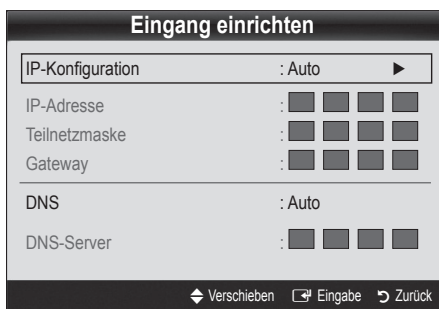 Eingang einrichten
IP-Konfiguration : Auto ►
IP-Adresse :
Teilnetzmaske :
Gateway :
DNS : Auto
DNS-Server :
Verschieben Eingabe Zurück